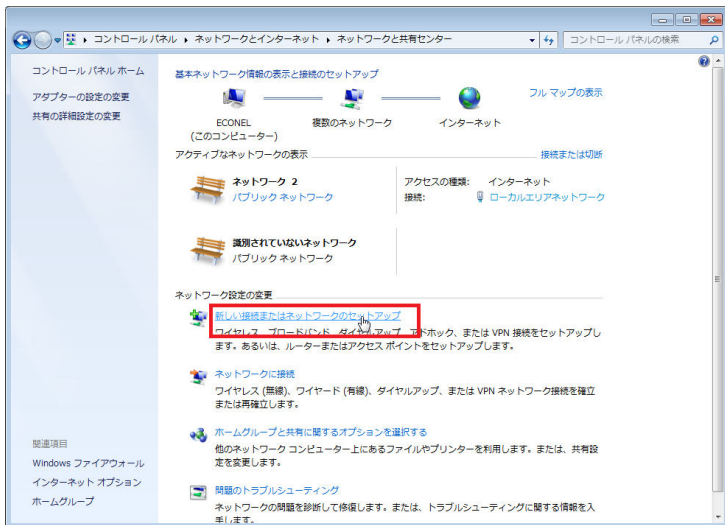 コントロール パネル ▸ ネットワークとインターネット ▸ ネットワークと共有センター
コントロール パネルの検索
コントロール パネル ホーム
アダプターの設定の変更
共有の詳細設定の変更
基本ネットワーク情報の表示と接続のセットアップ
フル マップの表示
ECONEL
(このコンピューター)
複数のネットワーク
インターネット
アクティブなネットワークの表示
接続または切断
ネットワーク 2
パブリック ネットワーク
アクセスの種類: インターネット
接続: ローカルエリアネットワーク
識別されていないネットワーク
パブリック ネットワーク
ネットワーク設定の変更
新しい接続またはネットワークのセットアップ
ワイヤレス、ブロードバンド、ダイヤルアップ、アドホック、または VPN 接続をセットアップし
ます。あるいは、ルーターまたはアクセス ポイントをセットアップします。
ネットワークに接続
ワイヤレス (無線)、ワイヤード (有線)、ダイヤルアップ、または VPN ネットワーク接続を確立
または再確立します。
ホームグループと共有に関するオプションを選択する
他のネットワーク コンピューター上にあるファイルやプリンターを利用します。または、共有設
定を変更します。
問題のトラブルシューティング
ネットワークの問題を診断して修復します。または、トラブルシューティングに関する情報を入
手します。
関連項目
Windows ファイアウォール
インターネット オプション
ホームグループ